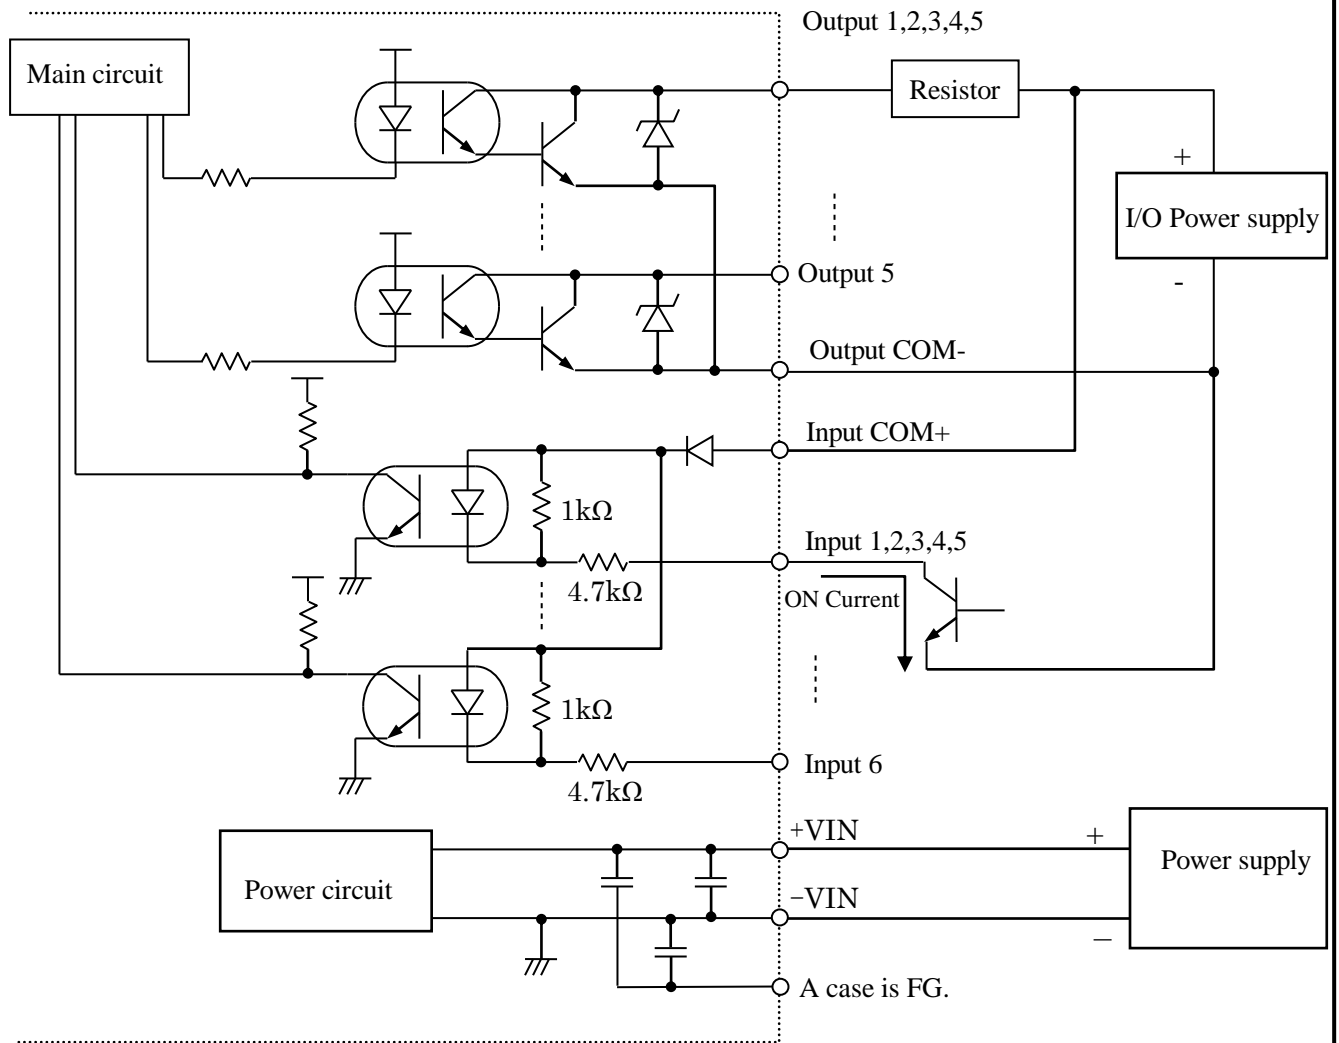 Output 1,2,3,4,5
Main circuit
Resistor
+
I/O Power supply
-
Output 5
Output COM-
Input COM+
1kΩ
Input 1,2,3,4,5
4.7kΩ
ON Current
1kΩ
Input 6
4.7kΩ
+VIN
+
Power supply
Power circuit
−VIN
−
A case is FG.